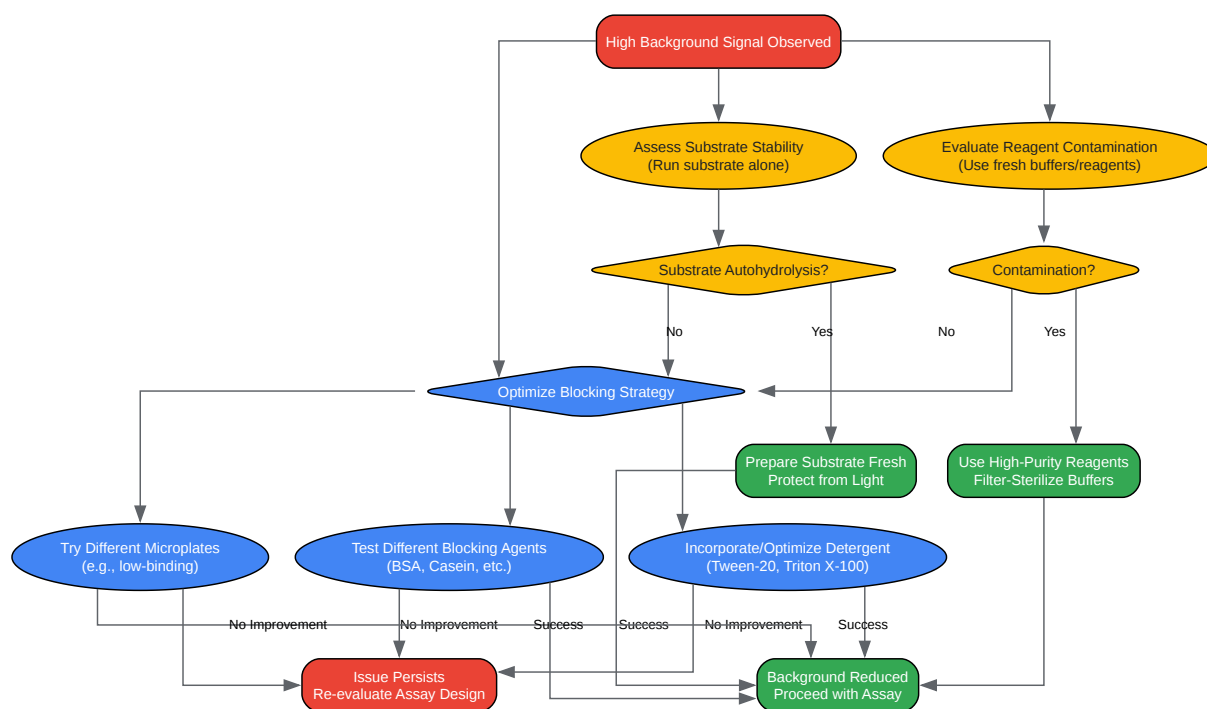 High Background Signal Observed
Assess Substrate Stability
(Run substrate alone)
Evaluate Reagent Contamination
(Use fresh buffers/reagents)
Substrate Autohydrolysis?
Contamination?
No
Yes
No
Yes
Optimize Blocking Strategy
Prepare Substrate Fresh
Protect from Light
Use High-Purity Reagents
Filter-Sterilize Buffers
Try Different Microplates
(e.g., low-binding)
Test Different Blocking Agents
(BSA, Casein, etc.)
Incorporate/Optimize Detergent
(Tween-20, Triton X-100)
No Improvement
No Improvement
Success
Success
No Improvement
Success
Issue Persists
Re-evaluate Assay Design
Background Reduced
Proceed with Assay